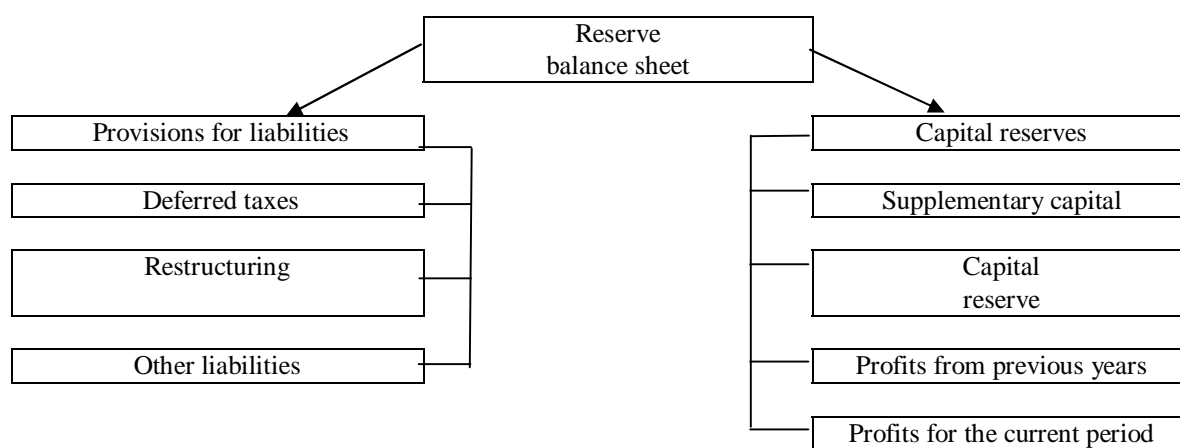 Reserve
balance sheet
Provisions for liabilities
Deferred taxes
Restructuring
Other liabilities
Capital reserves
Supplementary capital
Capital
reserve
Profits from previous years
Profits for the current period